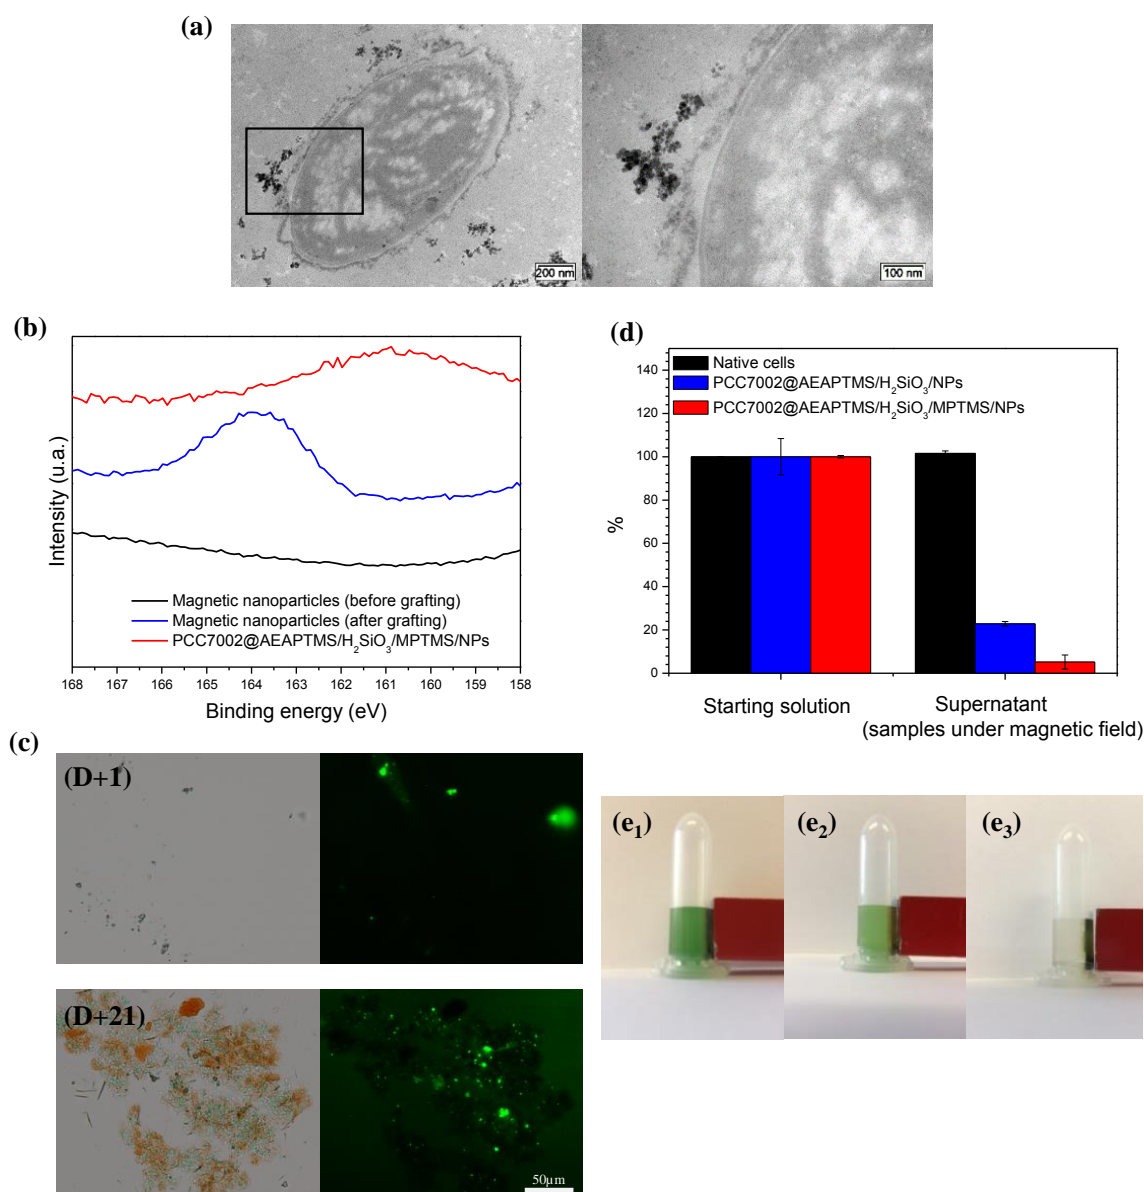 (a)
200 nm
100 nm
(b)
Intensity (u.a.)
Magnetic nanoparticles (before grafting)
Magnetic nanoparticles (after grafting)
PCC7002@AEAPTMS/H₂SiO₃/MPTMS/NPs
168 167 166 165 164 163 162 161 160 159 158
Binding energy (eV)
(d)
140
120
100
80
60
40
20
0
%
Native cells
PCC7002@AEAPTMS/H₂SiO₃/NPs
PCC7002@AEAPTMS/H₂SiO₃/MPTMS/NPs
Starting solution
Supernatant
(samples under magnetic field)
(c)
(D+1)
(D+21)
50µm
(e₁)
(e₂)
(e₃)